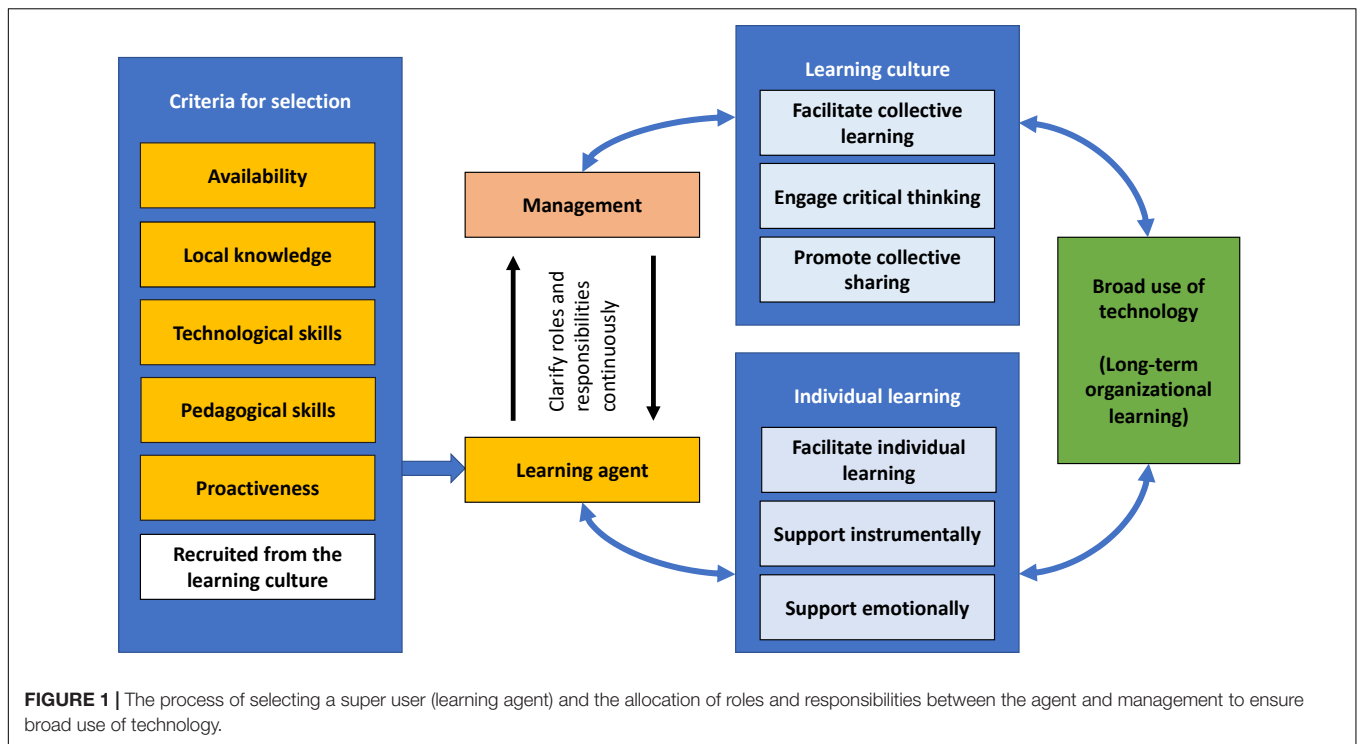 Criteria for selection
Availability
Local knowledge
Technological skills
Pedagogical skills
Proactiveness
Recruited from the
learning culture
Management
Clarify roles and
responsibilities
continuously
Learning agent
Learning culture
Facilitate collective
learning
Engage critical thinking
Promote collective
sharing
Individual learning
Facilitate individual
learning
Support instrumentally
Support emotionally
Broad use of
technology
(Long-term
organizational
learning)
FIGURE 1 | The process of selecting a super user (learning agent) and the allocation of roles and responsibilities between the agent and management to ensure
broad use of technology.